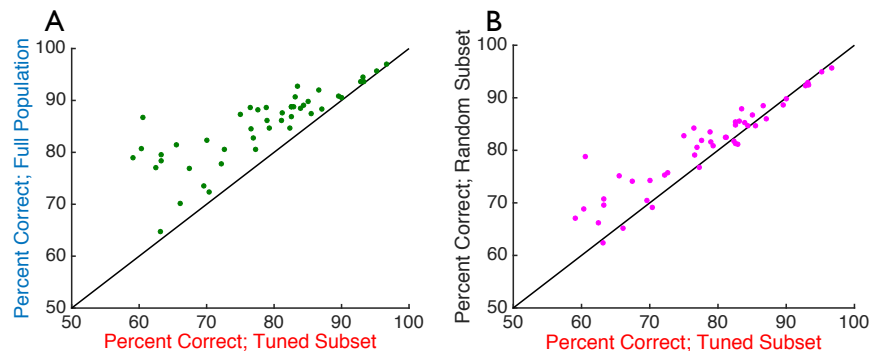 A
Percent Correct; Full Population
100
90
80
70
60
50
50 60 70 80 90 100
Percent Correct; Tuned Subset
B
Percent Correct; Random Subset
100
90
80
70
60
50
50 60 70 80 90 100
Percent Correct; Tuned Subset